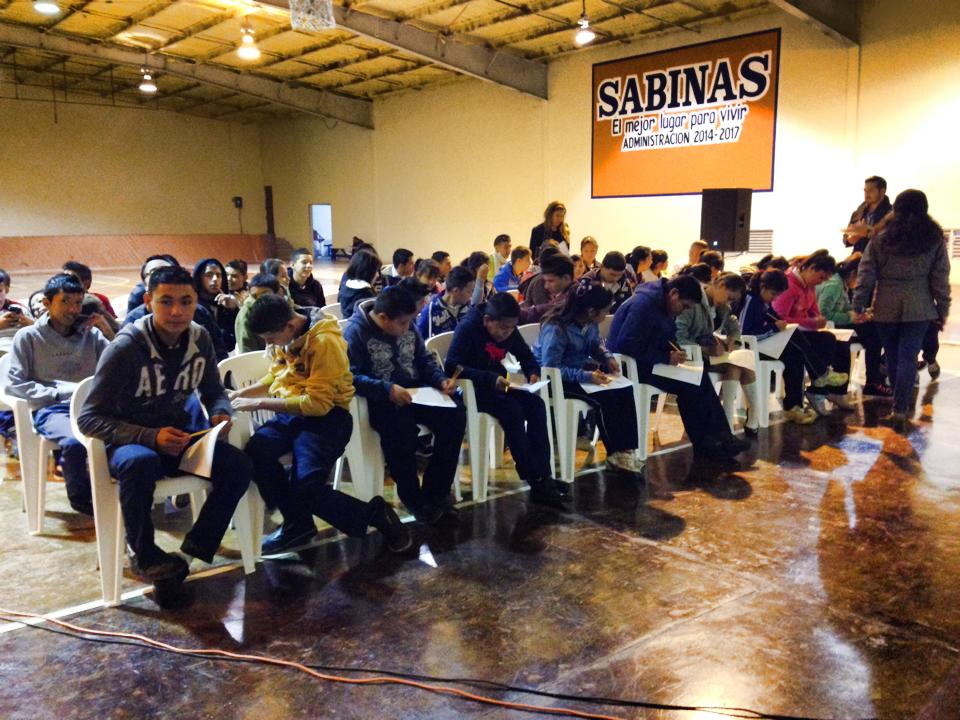 SABINAS
El mejor lugar para vivir
ADMINISTRACION 2014-2017
AERO